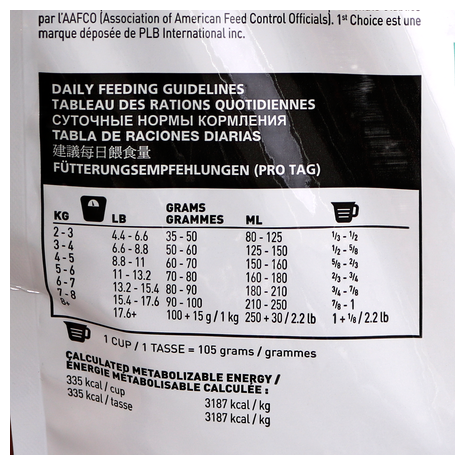 par l'AAFCO (Association of American Feed Control Officials). 1st Choice est une
marque déposée de PLB International inc.
DAILY FEEDING GUIDELINES
TABLEAU DES RATIONS QUOTIDIENNES
СУТОЧНЫЕ НОРМЫ КОРМЛЕНИЯ
TABLA DE RACIONES DIARIAS
建議每日餵食量
FÜTTERUNGSEMPFEHLUNGEN (PRO TAG)
KG LB GRAMS GRAMMES ML
2-3 4.4 - 6.6 35 - 50 80 - 125 1/3 - 1/2
3-4 6.6 - 8.8 50 - 60 125 - 150 1/2 - 5/8
4-5 8.8 - 11 60 - 70 150 - 160 5/8 - 2/3
5-6 11 - 13.2 70 - 80 160 - 180 2/3 - 3/4
6-7 13.2 - 15.4 80 - 90 180 - 210 3/4 - 7/8
7-8 15.4 - 17.6 90 - 100 210 - 250 7/8 - 1
8+ 17.6+ 100 + 15 g / 1 kg 250 + 30 / 2.2 lb 1 + 1/8 / 2.2 lb
1 CUP / 1 TASSE = 105 grams / grammes
CALCULATED METABOLIZABLE ENERGY /
ÉNERGIE MÉTABOLISABLE CALCULÉE :
335 kcal / cup 3187 kcal / kg
335 kcal / tasse 3187 kcal / kg